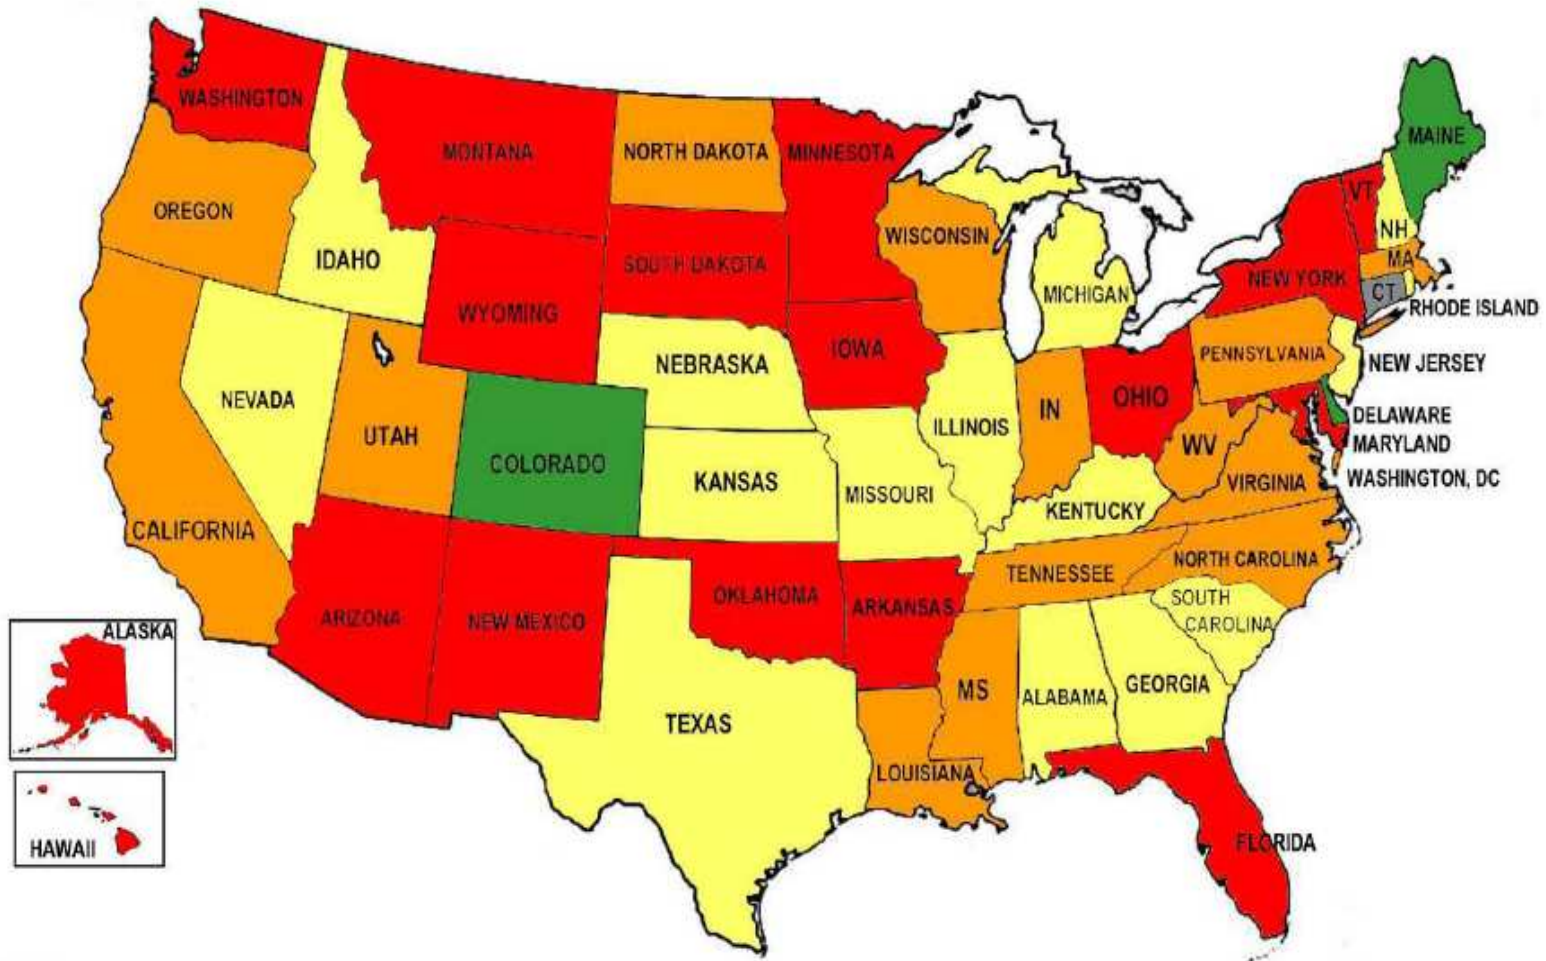 WASHINGTON
MONTANA
NORTH DAKOTA
MINNESOTA
MAINE
OREGON
IDAHO
WYOMING
SOUTH DAKOTA
WISCONSIN
MICHIGAN
NEW YORK
VT
NH
MA
CT
RHODE ISLAND
NEVADA
UTAH
COLORADO
NEBRASKA
IOWA
ILLINOIS
IN
OHIO
PENNSYLVANIA
NEW JERSEY
DELAWARE
MARYLAND
WASHINGTON, DC
CALIFORNIA
KANSAS
MISSOURI
KENTUCKY
WV
VIRGINIA
ARIZONA
NEW MEXICO
OKLAHOMA
ARKANSAS
TENNESSEE
NORTH CAROLINA
SOUTH
CAROLINA
TEXAS
LOUISIANA
MS
ALABAMA
GEORGIA
FLORIDA
ALASKA
HAWAII